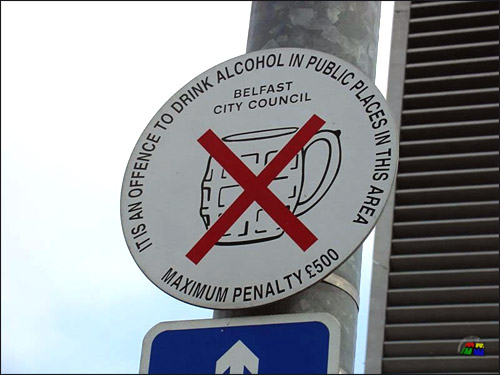 IT IS AN OFFENCE TO DRINK ALCOHOL IN PUBLIC PLACES IN THIS AREA
BELFAST
CITY COUNCIL
MAXIMUM PENALTY £500